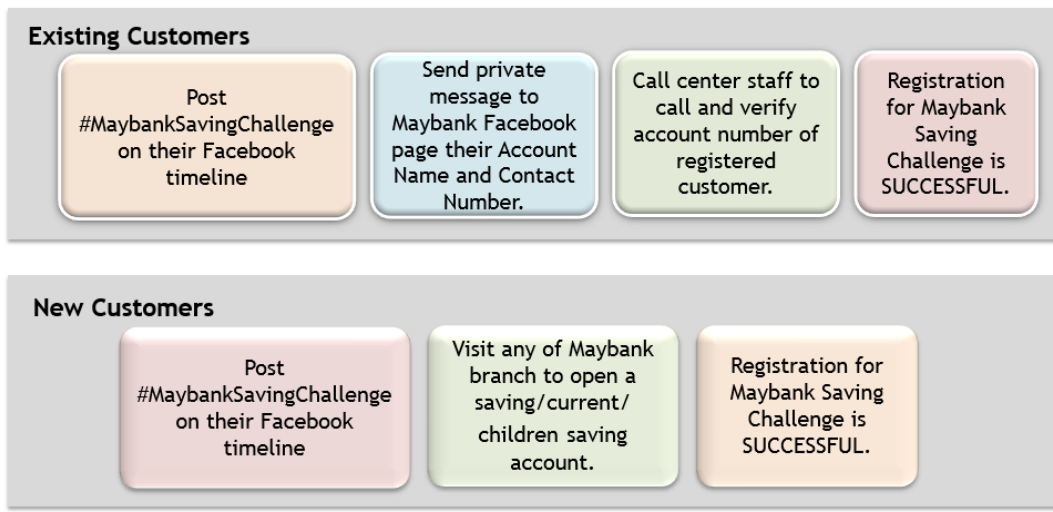 Existing Customers
Post
#MaybankSavingChallenge
on their Facebook
timeline
Send private
message to
Maybank Facebook
page their Account
Name and Contact
Number.
Call center staff to
call and verify
account number of
registered
customer.
Registration
for Maybank
Saving
Challenge is
SUCCESSFUL.
New Customers
Post
#MaybankSavingChallenge
on their Facebook
timeline
Visit any of Maybank
branch to open a
saving/current/
children saving
account.
Registration for
Maybank Saving
Challenge is
SUCCESSFUL.